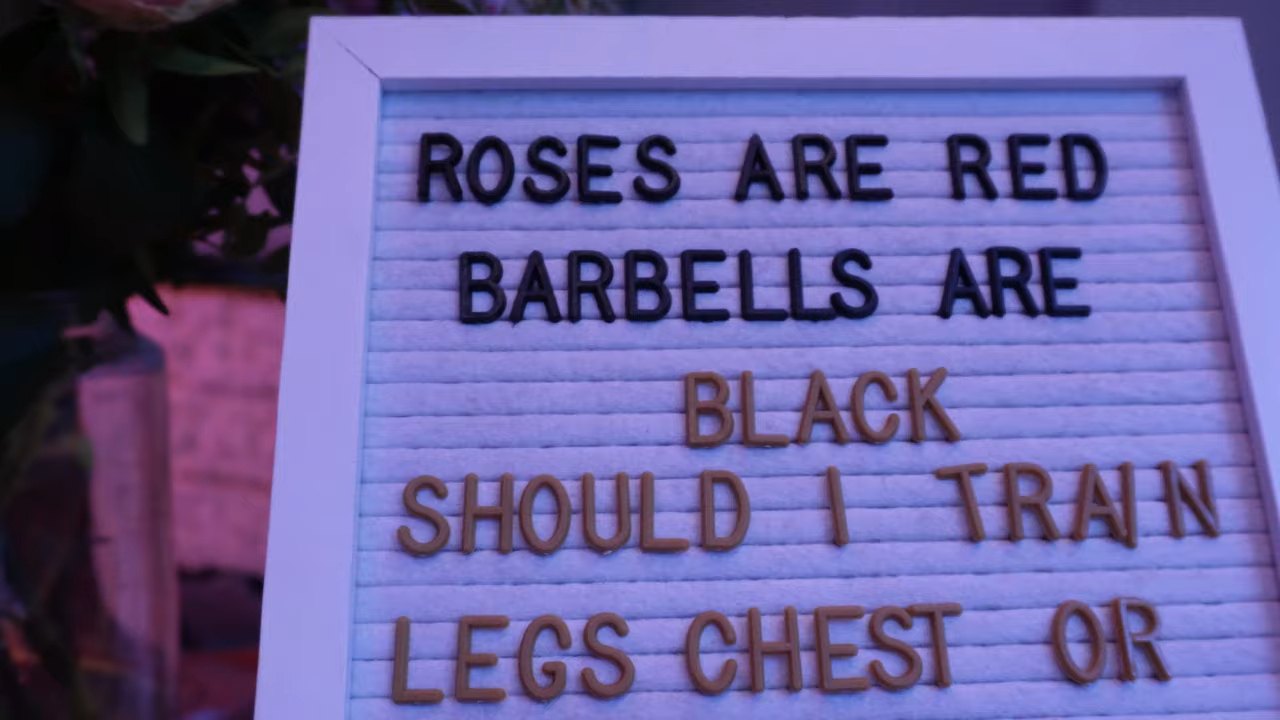 ROSES ARE RED
BARBELLS ARE
BLACK
SHOULD I TRAIN
LEGS CHEST OR